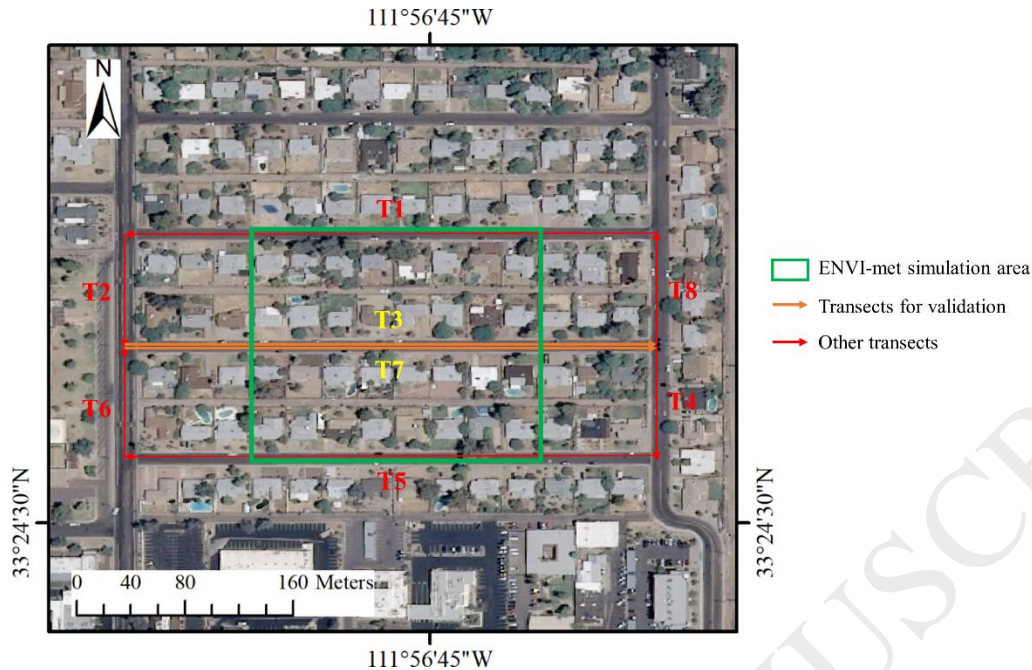 111°56'45"W
N
T1
T2
T8
T3
T7
T6
T4
T5
33°24'30"N
33°24'30"N
0 40 80 160 Meters
111°56'45"W
ENVI-met simulation area
Transects for validation
Other transects